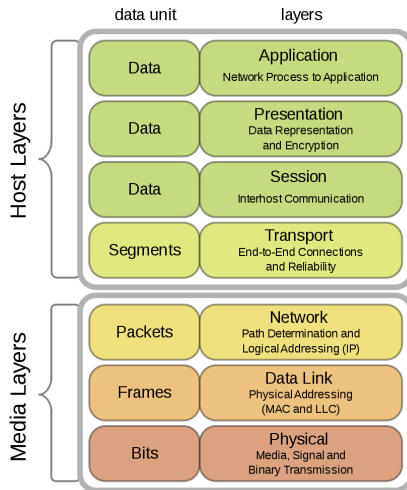 data unit layers
Host Layers
Data
Application
Network Process to Application
Data
Presentation
Data Representation
and Encryption
Data
Session
Interhost Communication
Segments
Transport
End-to-End Connections
and Reliability
Media Layers
Packets
Network
Path Determination and
Logical Addressing (IP)
Frames
Data Link
Physical Addressing
(MAC and LLC)
Bits
Physical
Media, Signal and
Binary Transmission